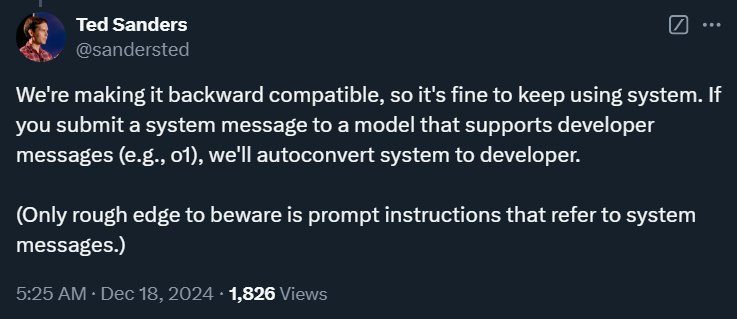 Ted Sanders
@sandersted
We're making it backward compatible, so it's fine to keep using system. If
you submit a system message to a model that supports developer
messages (e.g., o1), we'll autoconvert system to developer.
(Only rough edge to beware is prompt instructions that refer to system
messages.)
5:25 AM · Dec 18, 2024 · 1,826 Views